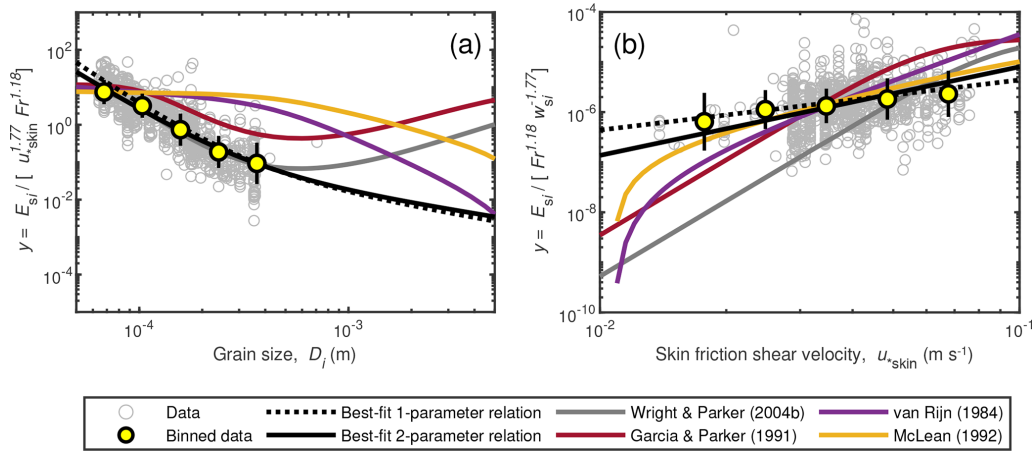 (a)
10^2
10^0
10^-2
10^-4
10^-4
10^-3
y = E_si / [ u_*skin^1.77 Fr^1.18 ]
Grain size, D_i (m)
(b)
10^-4
10^-6
10^-8
10^-10
10^-2
10^-1
y = E_si / [ Fr^1.18 w_si^-1.77 ]
Skin friction shear velocity, u_*skin (m s^-1)
Data
Best-fit 1-parameter relation
Wright & Parker (2004b)
van Rijn (1984)
Binned data
Best-fit 2-parameter relation
Garcia & Parker (1991)
McLean (1992)